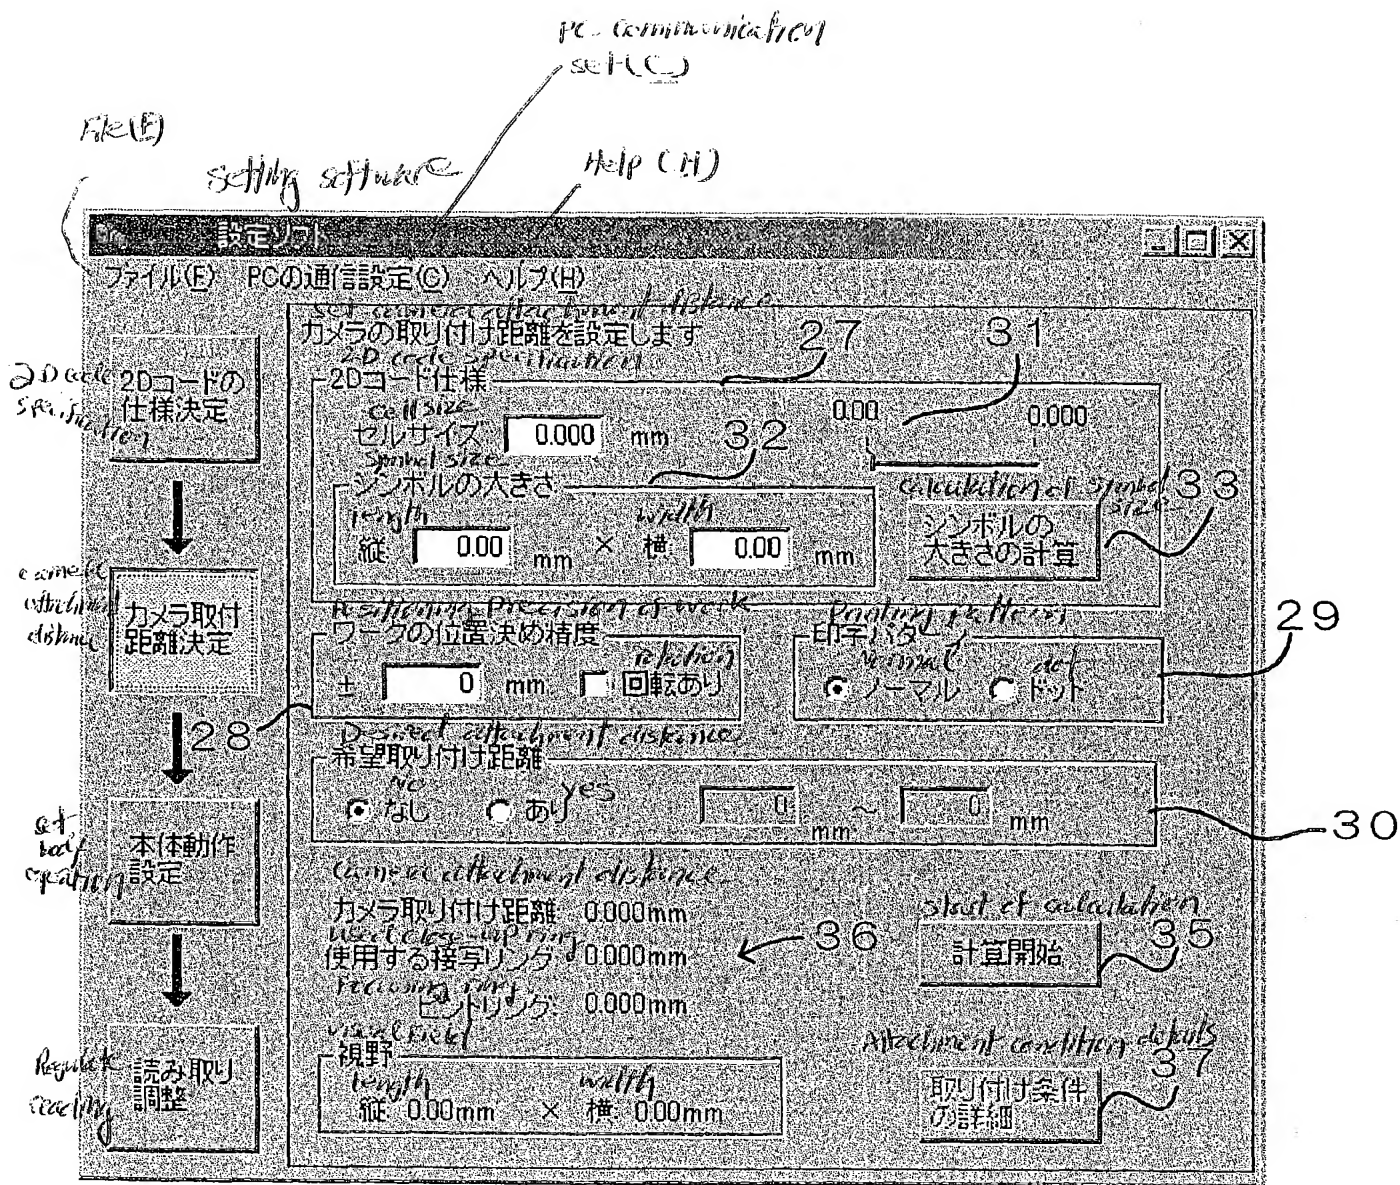 PC communication
set(C)
File(F)
setting software
Help (H)
設定ソフト
ファイル(F) PCの通信設定(C) ヘルプ(H)
set camera attachment distance
カメラの取り付け距離を設定します
27
31
2D code specification
2D code specification
2Dコードの仕様決定
2Dコード仕様
0.00 0.000
cell size
セルサイズ 0.000 mm
32
symbol size
シンボルの大きさ
calculation of symbol size
33
length width
縦 0.00 mm × 横 0.00 mm
シンボルの
大きさの計算
camera attachment distance
カメラ取付
距離決定
Positioning precision of work
ワークの位置決め精度
Printing pattern
印字パターン
29
rotation
± 0 mm 回転あり
normal dot
ノーマル ドット
28
Desired attachment distance
希望取り付け距離
No yes
なし あり 0 mm ～ 0 mm
30
set body operation
本体動作
設定
camera attachment distance
カメラ取り付け距離: 0.000mm
start of calculation
used close-up ring
使用する接写リング: 0.000mm
36
計算開始
35
focusing ring
ピントリング: 0.000mm
visual field
視野
Attachment condition details
37
Regulate reading
読み取り
調整
length width
縦 0.00mm × 横 0.00mm
取り付け条件
の詳細